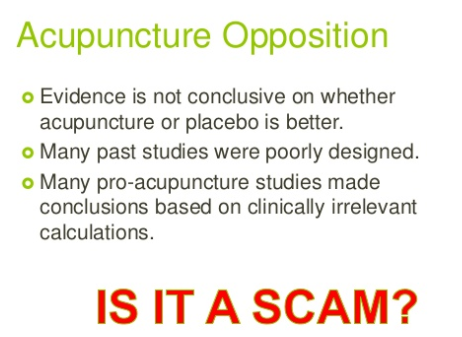 Acupuncture Opposition
Evidence is not conclusive on whether
acupuncture or placebo is better.
Many past studies were poorly designed.
Many pro-acupuncture studies made
conclusions based on clinically irrelevant
calculations.
IS IT A SCAM?